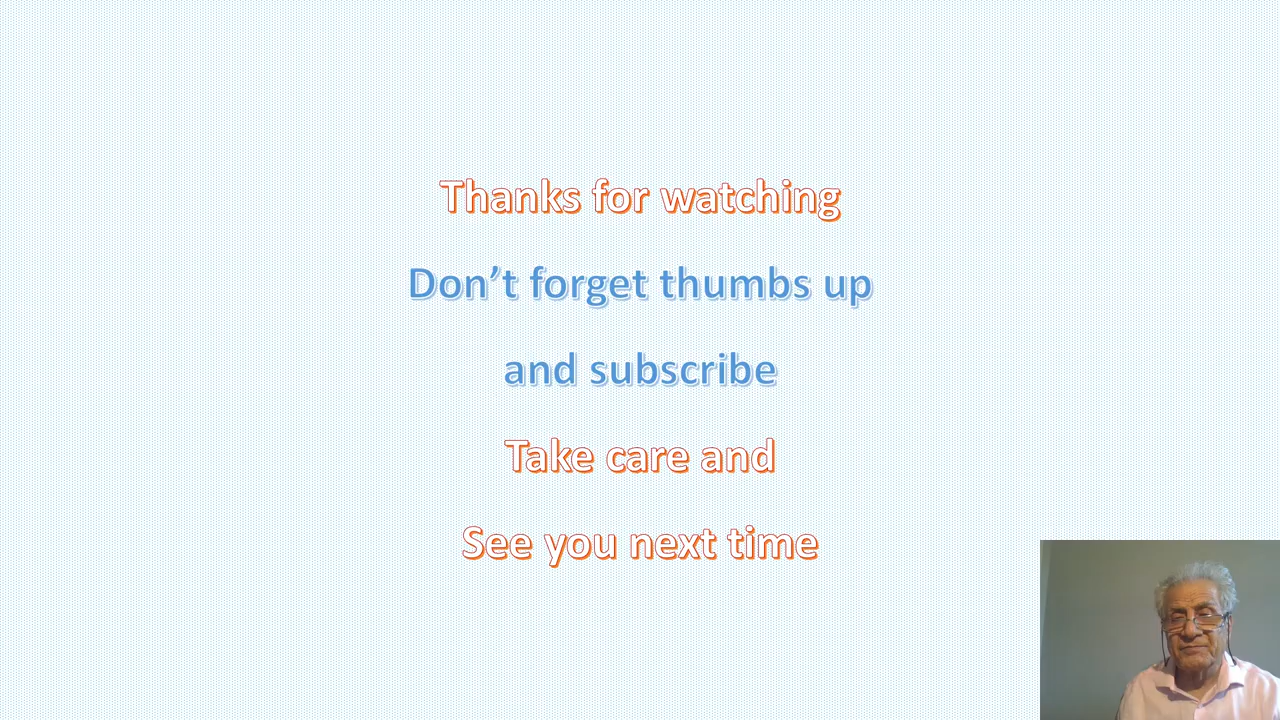 Thanks for watching
Don’t forget thumbs up
and subscribe
Take care and
See you next time